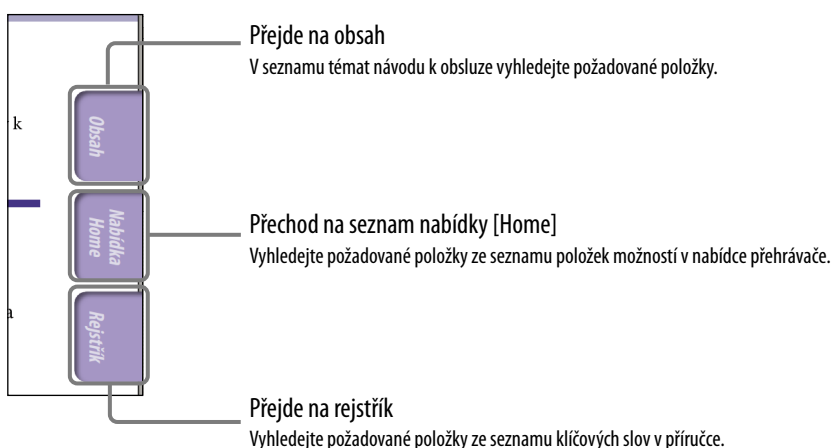 Přejde na obsah
V seznamu témat návodu k obsluze vyhledejte požadované položky.
k
Obsah
Nabídka
Home
Přechod na seznam nabídky [Home]
Vyhledejte požadované položky ze seznamu položek možností v nabídce přehrávače.
a
Rejstřík
Přejde na rejstřík
Vyhledejte požadované položky ze seznamu klíčových slov v příručce.